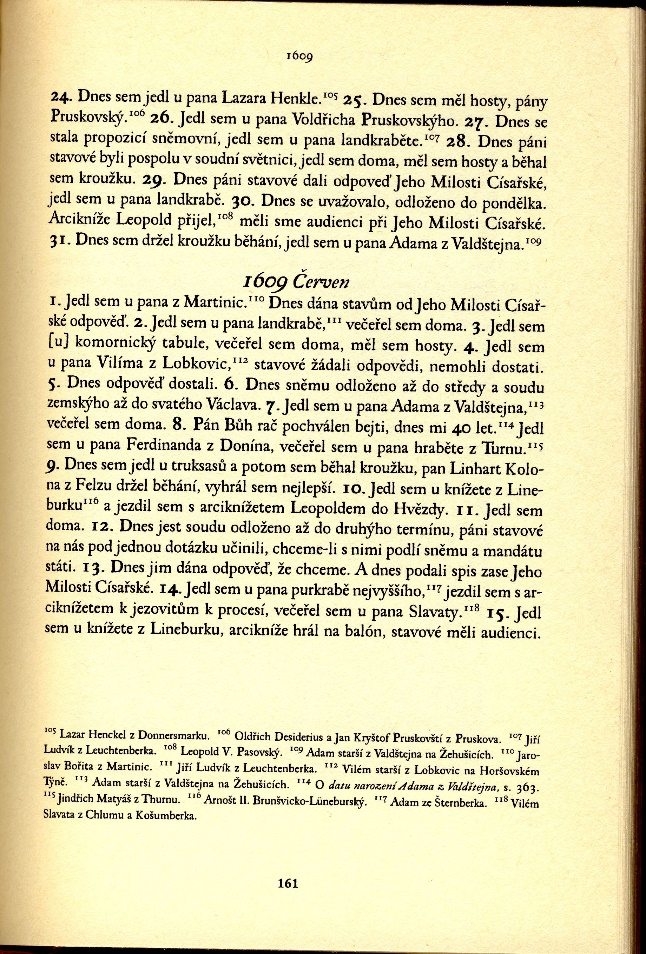 1609
24. Dnes sem jedl u pana Lazara Henkle.¹⁰⁵ 25. Dnes sem měl hosty, pány
Pruskovský.¹⁰⁶ 26. Jedl sem u pana Voldřicha Pruskovskýho. 27. Dnes se
stala propozicí sněmovní, jedl sem u pana landkraběte.¹⁰⁷ 28. Dnes páni
stavové byli pospolu v soudní světnici, jedl sem doma, měl sem hosty a běhal
sem kroužku. 29. Dnes páni stavové dali odpoveď Jeho Milosti Císařské,
jedl sem u pana landkrabě. 30. Dnes se uvažovalo, odloženo do pondělka.
Arcikníže Leopold přijel,¹⁰⁸ měli sme audienci při Jeho Milosti Císařské.
31. Dnes sem držel kroužku běhání, jedl sem u pana Adama z Valdštejna.¹⁰⁹
1609 Červen
1. Jedl sem u pana z Martinic.¹¹⁰ Dnes dána stavům od Jeho Milosti Císař-
ské odpověď. 2. Jedl sem u pana landkrabě,¹¹¹ večeřel sem doma. 3. Jedl sem
[u] komornický tabule, večeřel sem doma, měl sem hosty. 4. Jedl sem
u pana Vilíma z Lobkovic,¹¹² stavové žádali odpovědi, nemohli dostati.
5. Dnes odpověď dostali. 6. Dnes sněmu odloženo až do středy a soudu
zemskýho až do svatého Václava. 7. Jedl sem u pana Adama z Valdštejna,¹¹³
večeřel sem doma. 8. Pán Bůh rač pochválen bejti, dnes mi 40 let.¹¹⁴ Jedl
sem u pana Ferdinanda z Donína, večeřel sem u pana hraběte z Turnu.¹¹⁵
9. Dnes sem jedl u truksasů a potom sem běhal kroužku, pan Linhart Kolo-
na z Felzu držel běhání, vyhrál sem nejlepší. 10. Jedl sem u knížete z Line-
burku¹¹⁶ a jezdil sem s arciknížetem Leopoldem do Hvězdy. 11. Jedl sem
doma. 12. Dnes jest soudu odloženo až do druhýho termínu, páni stavové
na nás pod jednou dotázku učinili, chceme-li s nimi podlí sněmu a mandátu
státi. 13. Dnes jim dána odpověď, že chceme. A dnes podali spis zase Jeho
Milosti Císařské. 14. Jedl sem u pana purkrabě nejvyššího,¹¹⁷ jezdil sem s ar-
ciknížetem k jezovitům k procesí, večeřel sem u pana Slavaty.¹¹⁸ 15. Jedl
sem u knížete z Lineburku, arcikníže hrál na balón, stavové měli audienci.
¹⁰⁵ Lazar Henckel z Donnersmarku. ¹⁰⁶ Oldřich Desiderius a Jan Kryštof Pruskovští z Pruskova. ¹⁰⁷ Jiří
Ludvík z Leuchtenberka. ¹⁰⁸ Leopold V. Pasovský. ¹⁰⁹ Adam starší z Valdštejna na Žehušicích. ¹¹⁰ Jaro-
slav Bořita z Martinic. ¹¹¹ Jiří Ludvík z Leuchtenberka. ¹¹² Vilém starší z Lobkovic na Horšovském
Týně. ¹¹³ Adam starší z Valdštejna na Žehušicích. ¹¹⁴ O datu narození Adama z Valdštejna, s. 363.
¹¹⁵ Jindřich Matyáš z Thurnu. ¹¹⁶ Arnošt II. Brunšvicko-Lüneburský. ¹¹⁷ Adam ze Šternberka. ¹¹⁸ Vilém
Slavata z Chlumu a Košumberka.
161